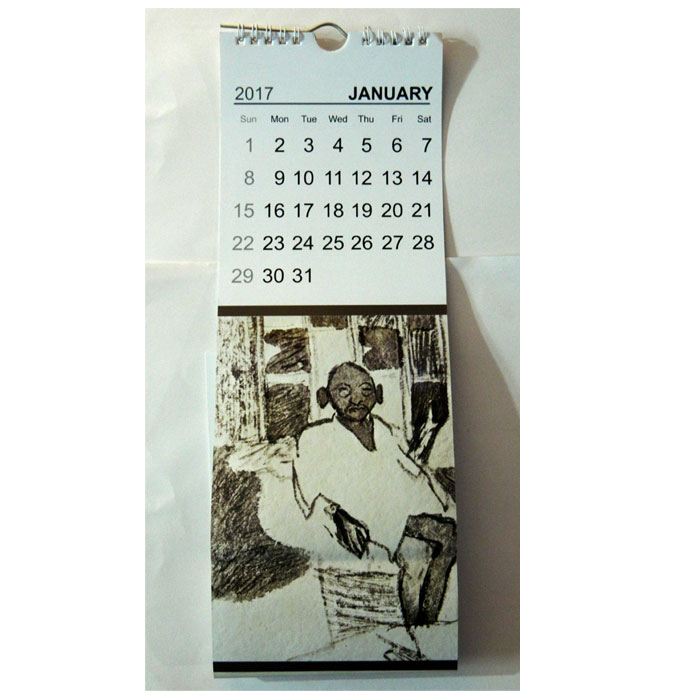 2017 JANUARY
Sun Mon Tue Wed Thu Fri Sat
1 2 3 4 5 6 7
8 9 10 11 12 13 14
15 16 17 18 19 20 21
22 23 24 25 26 27 28
29 30 31